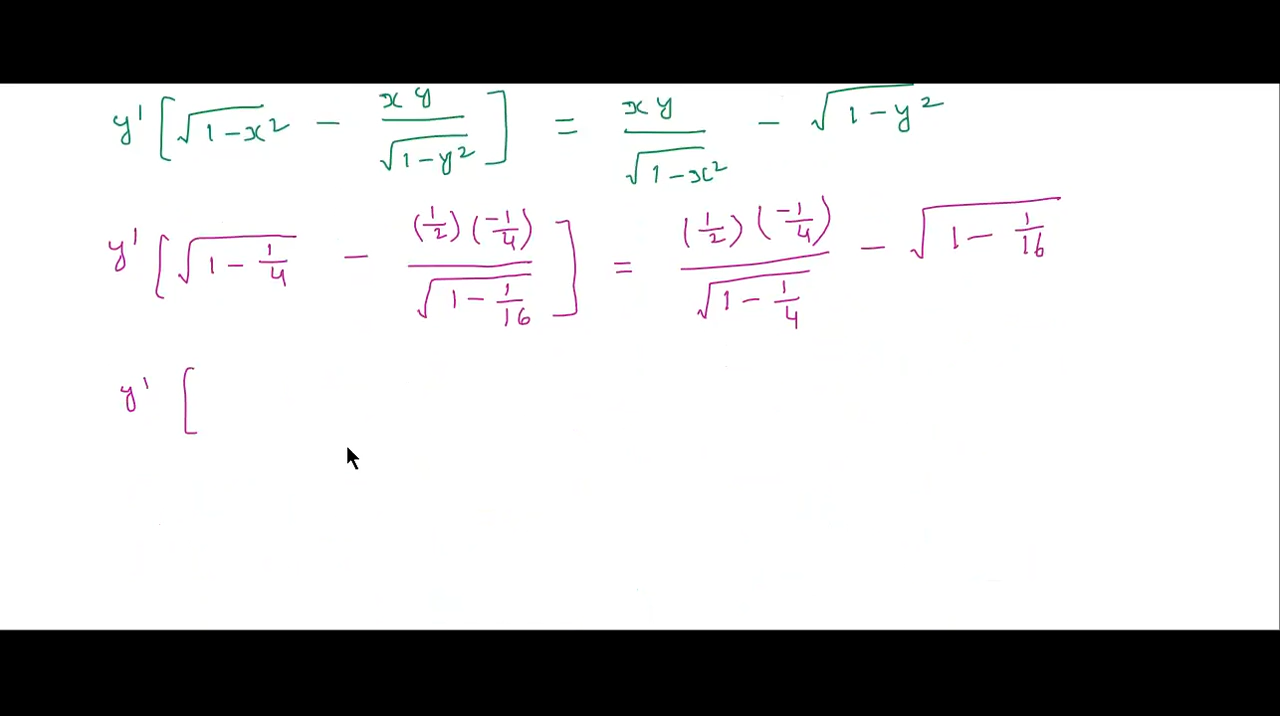 y' [√(1-x²) - xy/√(1-y²)] = xy/√(1-x²) - √(1-y²)
y' [√(1-1/4) - (1/2)(-1/4)/√(1-1/16)] = (1/2)(-1/4)/√(1-1/4) - √(1-1/16)
y' [